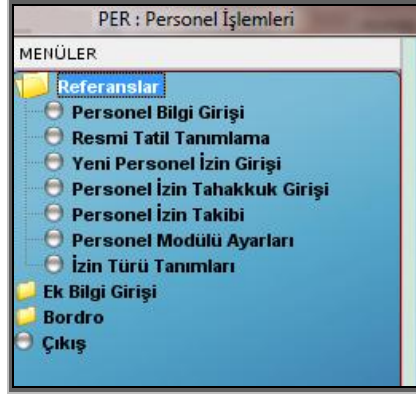 PER : Personel İşlemleri
MENÜLER
Referanslar
Personel Bilgi Girişi
Resmi Tatil Tanımlama
Yeni Personel İzin Girişi
Personel İzin Tahakkuk Girişi
Personel İzin Takibi
Personel Modülü Ayarları
İzin Türü Tanımları
Ek Bilgi Girişi
Bordro
Çıkış